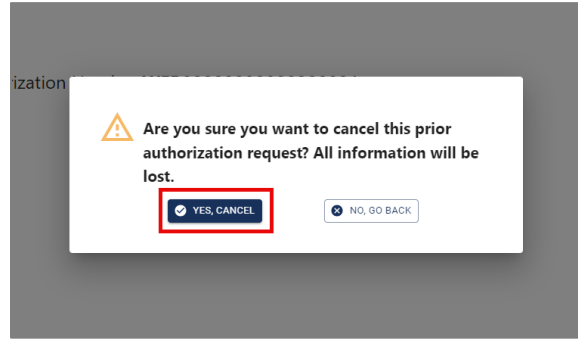 ization
Are you sure you want to cancel this prior
authorization request? All information will be
lost.
YES, CANCEL
NO, GO BACK